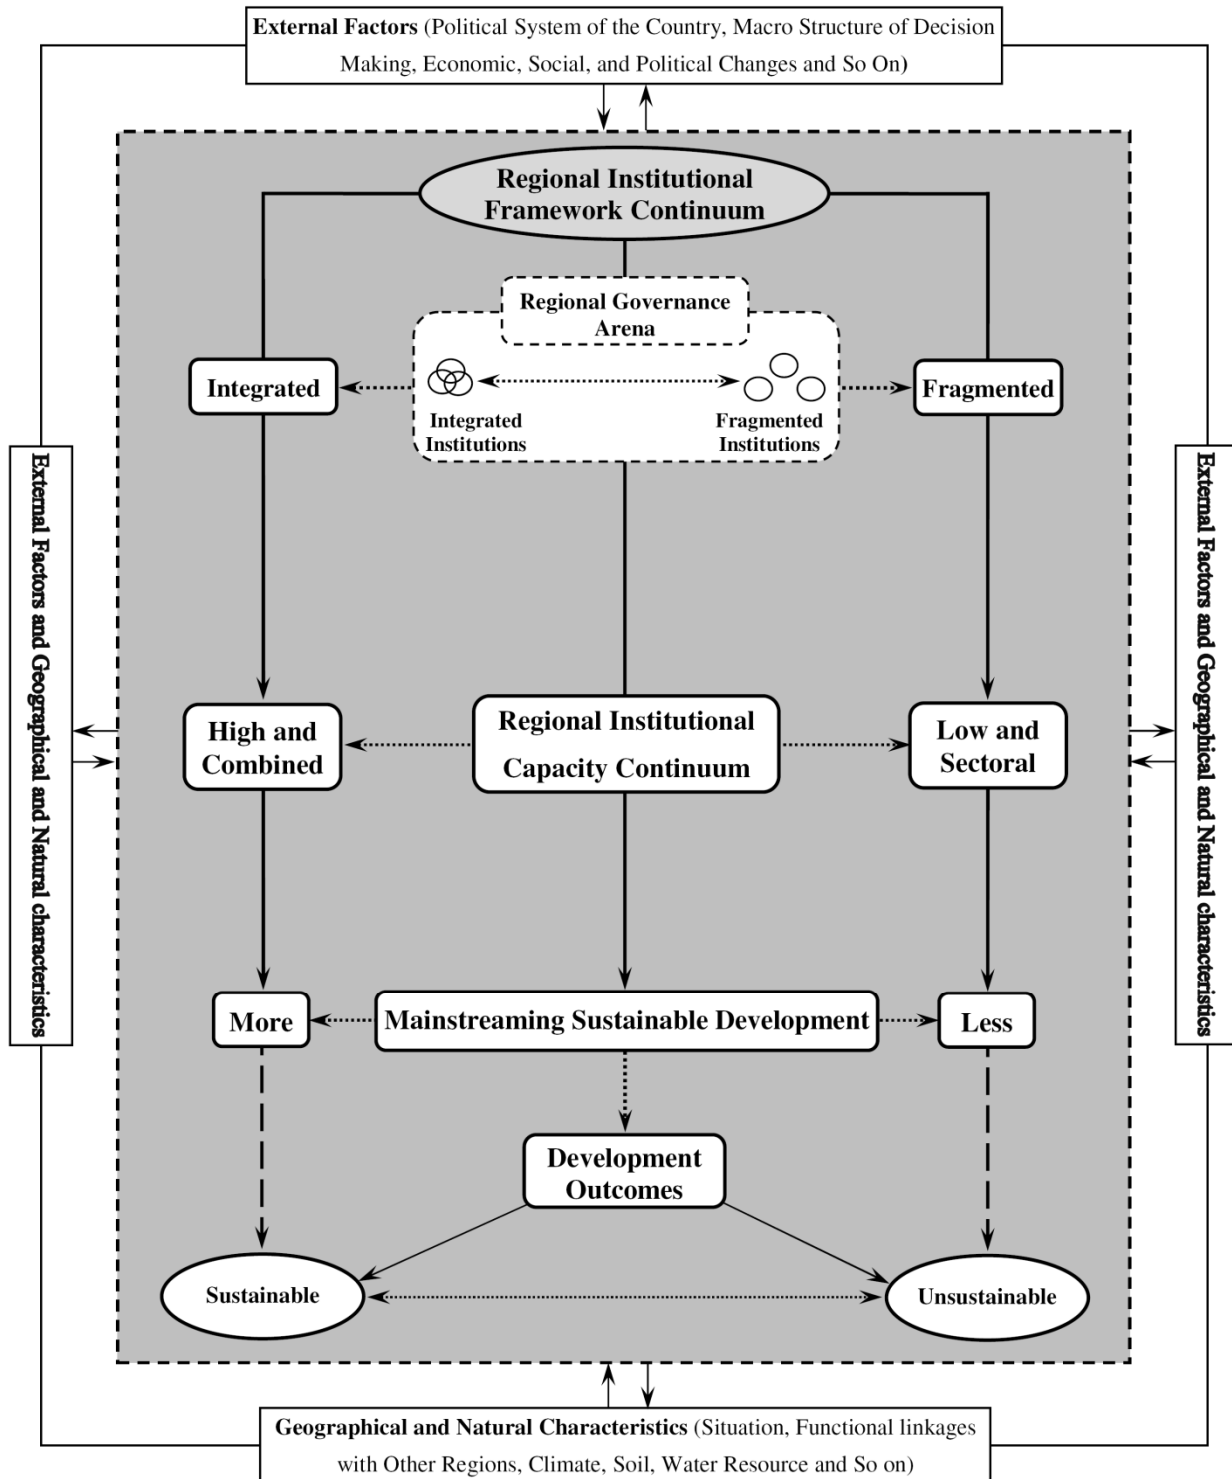 External Factors (Political System of the Country, Macro Structure of Decision
Making, Economic, Social, and Political Changes and So On)
Regional Institutional
Framework Continuum
Regional Governance
Arena
Integrated
Integrated
Institutions
Fragmented
Institutions
Fragmented
External Factors and Geographical and Natural characteristics
External Factors and Geographical and Natural characteristics
High and
Combined
Regional Institutional
Capacity Continuum
Low and
Sectoral
More
Mainstreaming Sustainable Development
Less
Development
Outcomes
Sustainable
Unsustainable
Geographical and Natural Characteristics (Situation, Functional linkages
with Other Regions, Climate, Soil, Water Resource and So on)